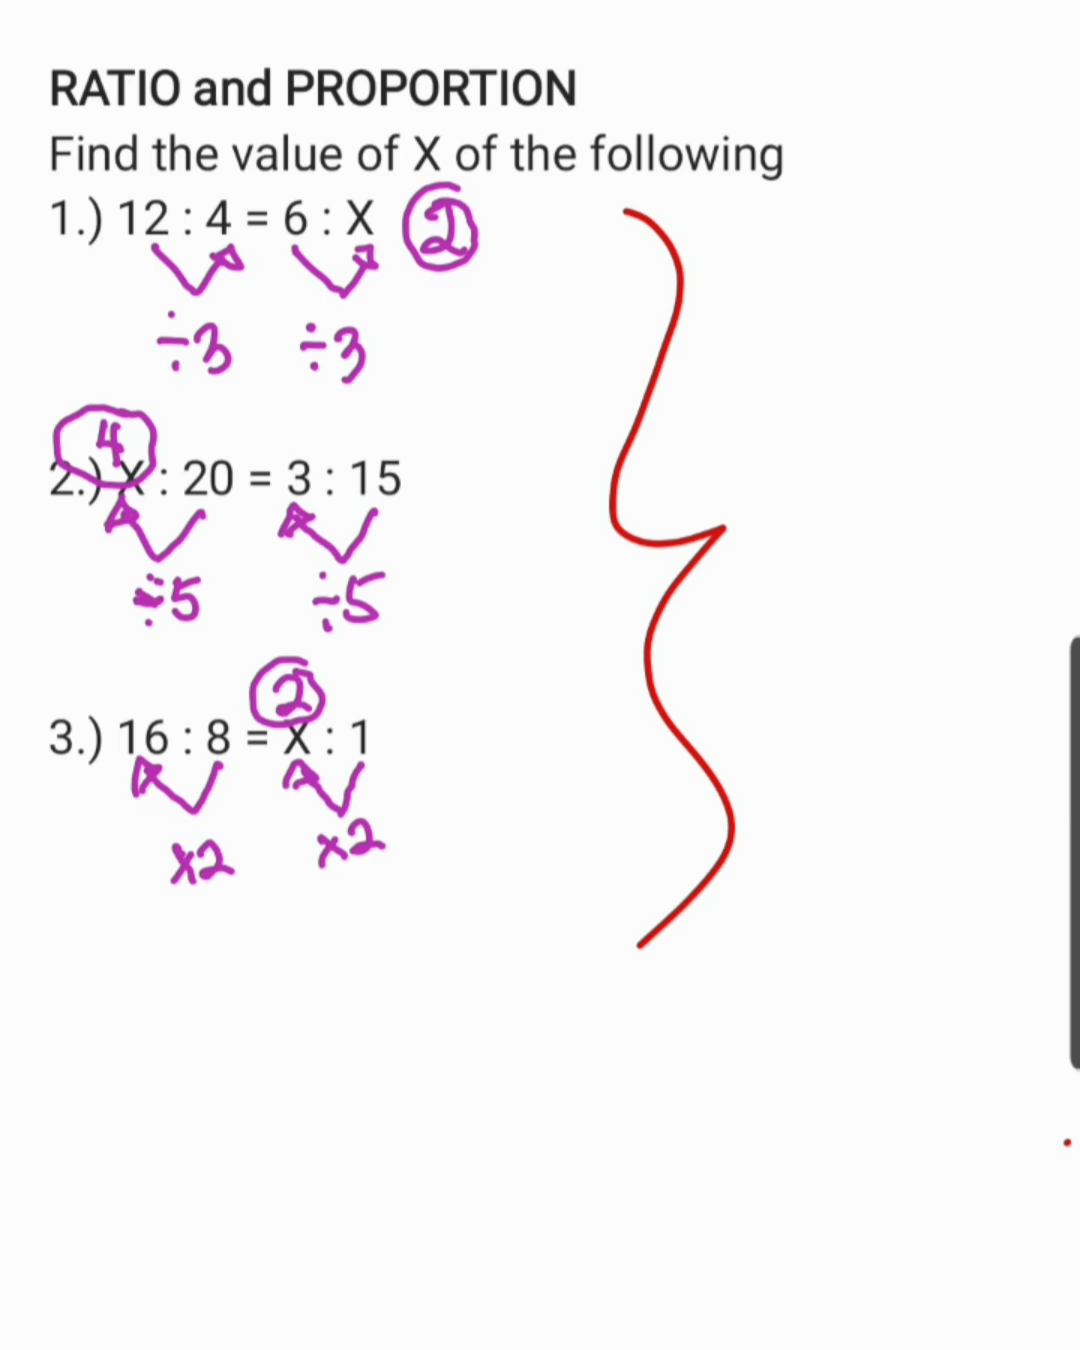 RATIO and PROPORTION
Find the value of X of the following
1.) 12 : 4 = 6 : X 2
÷3 ÷3
4
2.) X : 20 = 3 : 15
÷5 ÷5
2
3.) 16 : 8 = X : 1
x2 x2